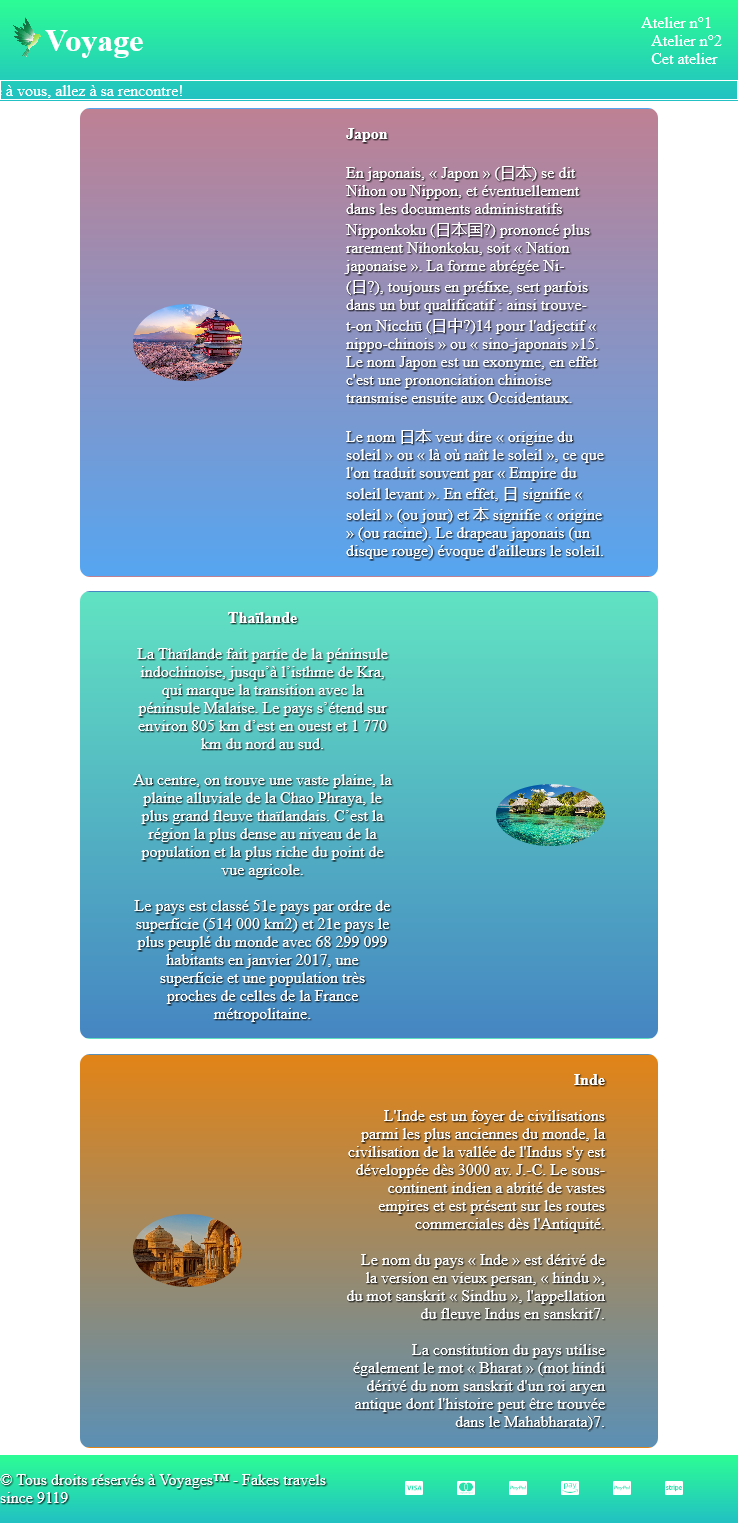 Voyage
Atelier n°1
Atelier n°2
Cet atelier
à vous, allez à sa rencontre!
Japon
En japonais, « Japon » (日本) se dit
Nihon ou Nippon, et éventuellement
dans les documents administratifs
Nipponkoku (日本国?) prononcé plus
rarement Nihonkoku, soit « Nation
japonaise ». La forme abrégée Ni-
(日?), toujours en préfixe, sert parfois
dans un but qualificatif : ainsi trouve-
t-on Nicchū (日中?)14 pour l'adjectif «
nippo-chinois » ou « sino-japonais »15.
Le nom Japon est un exonyme, en effet
c'est une prononciation chinoise
transmise ensuite aux Occidentaux.
Le nom 日本 veut dire « origine du
soleil » ou « là où naît le soleil », ce que
l'on traduit souvent par « Empire du
soleil levant ». En effet, 日 signifie «
soleil » (ou jour) et 本 signifie « origine
» (ou racine). Le drapeau japonais (un
disque rouge) évoque d'ailleurs le soleil.
Thaïlande
La Thaïlande fait partie de la péninsule
indochinoise, jusqu’à l’isthme de Kra,
qui marque la transition avec la
péninsule Malaise. Le pays s’étend sur
environ 805 km d’est en ouest et 1 770
km du nord au sud.
Au centre, on trouve une vaste plaine, la
plaine alluviale de la Chao Phraya, le
plus grand fleuve thaïlandais. C’est la
région la plus dense au niveau de la
population et la plus riche du point de
vue agricole.
Le pays est classé 51e pays par ordre de
superficie (514 000 km2) et 21e pays le
plus peuplé du monde avec 68 299 099
habitants en janvier 2017, une
superficie et une population très
proches de celles de la France
métropolitaine.
Inde
L'Inde est un foyer de civilisations
parmi les plus anciennes du monde, la
civilisation de la vallée de l'Indus s'y est
développée dès 3000 av. J.-C. Le sous-
continent indien a abrité de vastes
empires et est présent sur les routes
commerciales dès l'Antiquité.
Le nom du pays « Inde » est dérivé de
la version en vieux persan, « hindu »,
du mot sanskrit « Sindhu », l'appellation
du fleuve Indus en sanskrit7.
La constitution du pays utilise
également le mot « Bharat » (mot hindi
dérivé du nom sanskrit d'un roi aryen
antique dont l'histoire peut être trouvée
dans le Mahabharata)7.
© Tous droits réservés à Voyages™ - Fakes travels
since 9119
VISA
PayPal
pay
PayPal
stripe